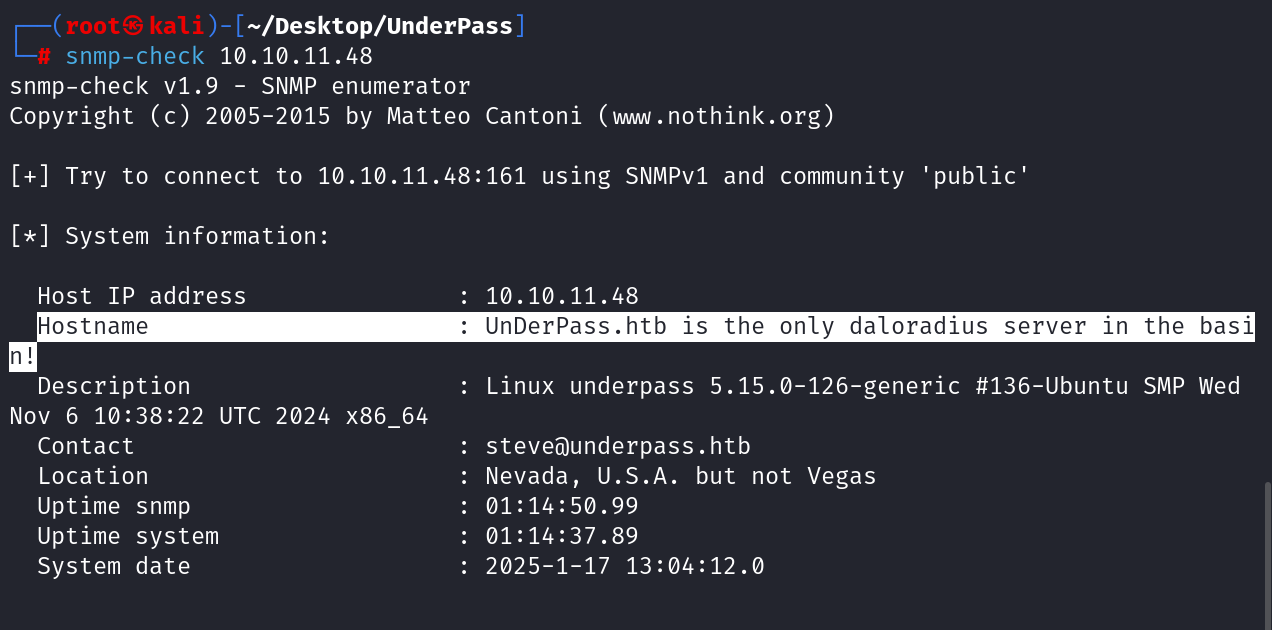 ┌──(root㉿kali)-[~/Desktop/UnderPass]
└─# snmp-check 10.10.11.48
snmp-check v1.9 - SNMP enumerator
Copyright (c) 2005-2015 by Matteo Cantoni (www.nothink.org)
[+] Try to connect to 10.10.11.48:161 using SNMPv1 and community 'public'
[*] System information:
Host IP address : 10.10.11.48
Hostname : UnDerPass.htb is the only daloradius server in the basi
n!
Description : Linux underpass 5.15.0-126-generic #136-Ubuntu SMP Wed
Nov 6 10:38:22 UTC 2024 x86_64
Contact : steve@underpass.htb
Location : Nevada, U.S.A. but not Vegas
Uptime snmp : 01:14:50.99
Uptime system : 01:14:37.89
System date : 2025-1-17 13:04:12.0